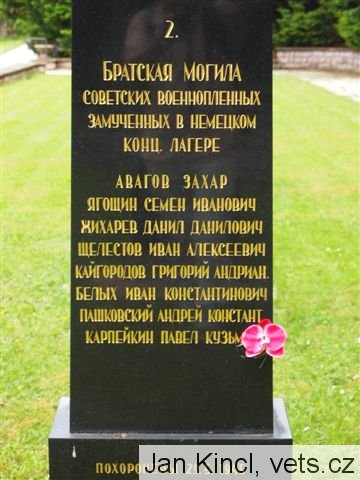 2.
БРАТСКАЯ МОГИЛА
СОВЕТСКИХ ВОЕННОПЛЕННЫХ
ЗАМУЧЕННЫХ В НЕМЕЦКОМ
КОНЦ. ЛАГЕРЕ
АВАГОВ ЗАХАР
ЯГОЩИН СЕМЕН ИВАНОВИЧ
ЖИХАРЕВ ДАНИЛ ДАНИЛОВИЧ
ЩЕЛЕСТОВ ИВАН АЛЕКСЕЕВИЧ
КАЙГОРОДОВ ГРИГОРИЙ АНДРИАН.
БЕЛЫХ ИВАН КОНСТАНТИНОВИЧ
ПАШКОВСКИЙ АНДРЕЙ КОНСТАНТ.
КАРПЕЙКИН ПАВЕЛ
Jan Kincl, vets.cz